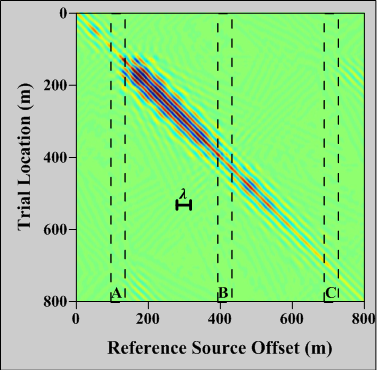 0
200
400
600
800
Trial Location (m)
λ
A
B
C
0
200
400
600
800
Reference Source Offset (m)